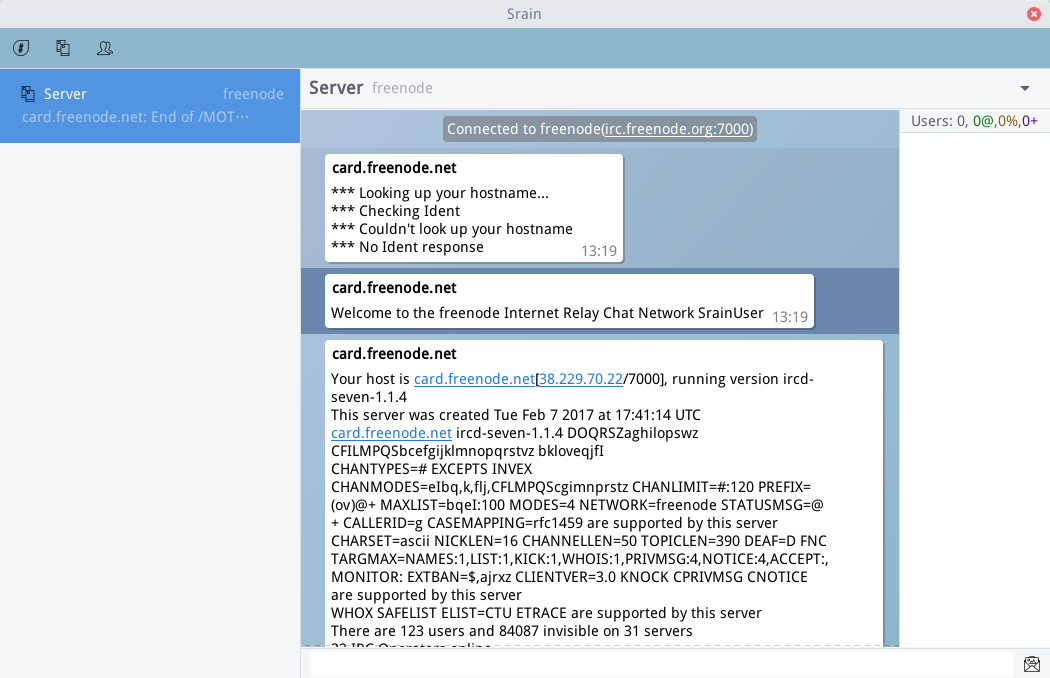 Srain
Server freenode
card.freenode.net: End of /MOT⋯
Server freenode
Users: 0, 0@,0%,0+
Connected to freenode(irc.freenode.org:7000)
card.freenode.net
*** Looking up your hostname...
*** Checking Ident
*** Couldn't look up your hostname
*** No Ident response
13:19
card.freenode.net
Welcome to the freenode Internet Relay Chat Network SrainUser 13:19
card.freenode.net
Your host is card.freenode.net[38.229.70.22/7000], running version ircd-
seven-1.1.4
This server was created Tue Feb 7 2017 at 17:41:14 UTC
card.freenode.net ircd-seven-1.1.4 DOQRSZaghilopswz
CFILMPQSbcefgijklmnopqrstvz bkloveqjfI
CHANTYPES=# EXCEPTS INVEX
CHANMODES=eIbq,k,flj,CFLMPQScgimnprstz CHANLIMIT=#:120 PREFIX=
(ov)@+ MAXLIST=bqeI:100 MODES=4 NETWORK=freenode STATUSMSG=@
+ CALLERID=g CASEMAPPING=rfc1459 are supported by this server
CHARSET=ascii NICKLEN=16 CHANNELLEN=50 TOPICLEN=390 DEAF=D FNC
TARGMAX=NAMES:1,LIST:1,KICK:1,WHOIS:1,PRIVMSG:4,NOTICE:4,ACCEPT:,
MONITOR: EXTBAN=$,ajrxz CLIENTVER=3.0 KNOCK CPRIVMSG CNOTICE
are supported by this server
WHOX SAFELIST ELIST=CTU ETRACE are supported by this server
There are 123 users and 84087 invisible on 31 servers
IRC Operators online